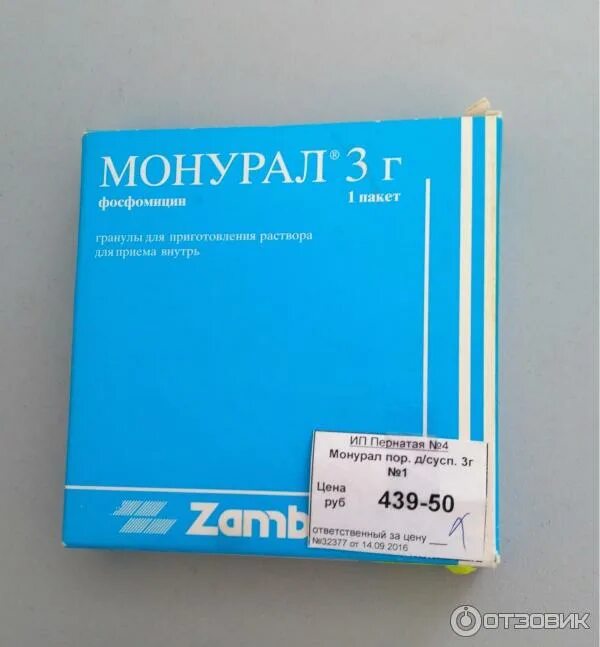 МОНУРАЛ® 3 г
фосфомицин 1 пакет
гранулы для приготовления раствора
для приема внутрь
ИП Пернатая №4
Монурал пор. д/сусп. 3г
№1
Цена
руб 439-50
ответственный за цену
№32377 от 14.09 2016
Zamb
ОТЗОВИК